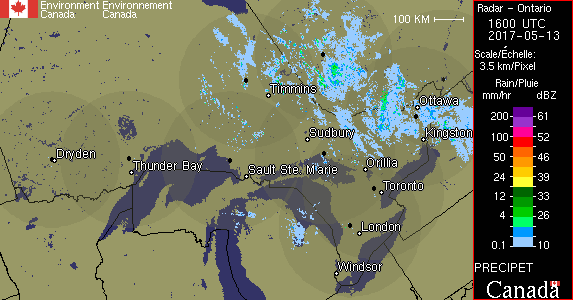 Environment Environnement
Canada Canada
100 KM
Timmins
Ottawa
Sudbury
Kingston
Dryden
Thunder Bay
Sault Ste. Marie
Orillia
Toronto
London
Windsor
Radar - Ontario
1600 UTC
2017-05-13
Scale/Échelle:
3.5 km/Pixel
Rain/Pluie
mm/hr dBZ
200 61
100 52
50 46
24 39
12 33
4 26
0.1 10
PRECIPET
Canada